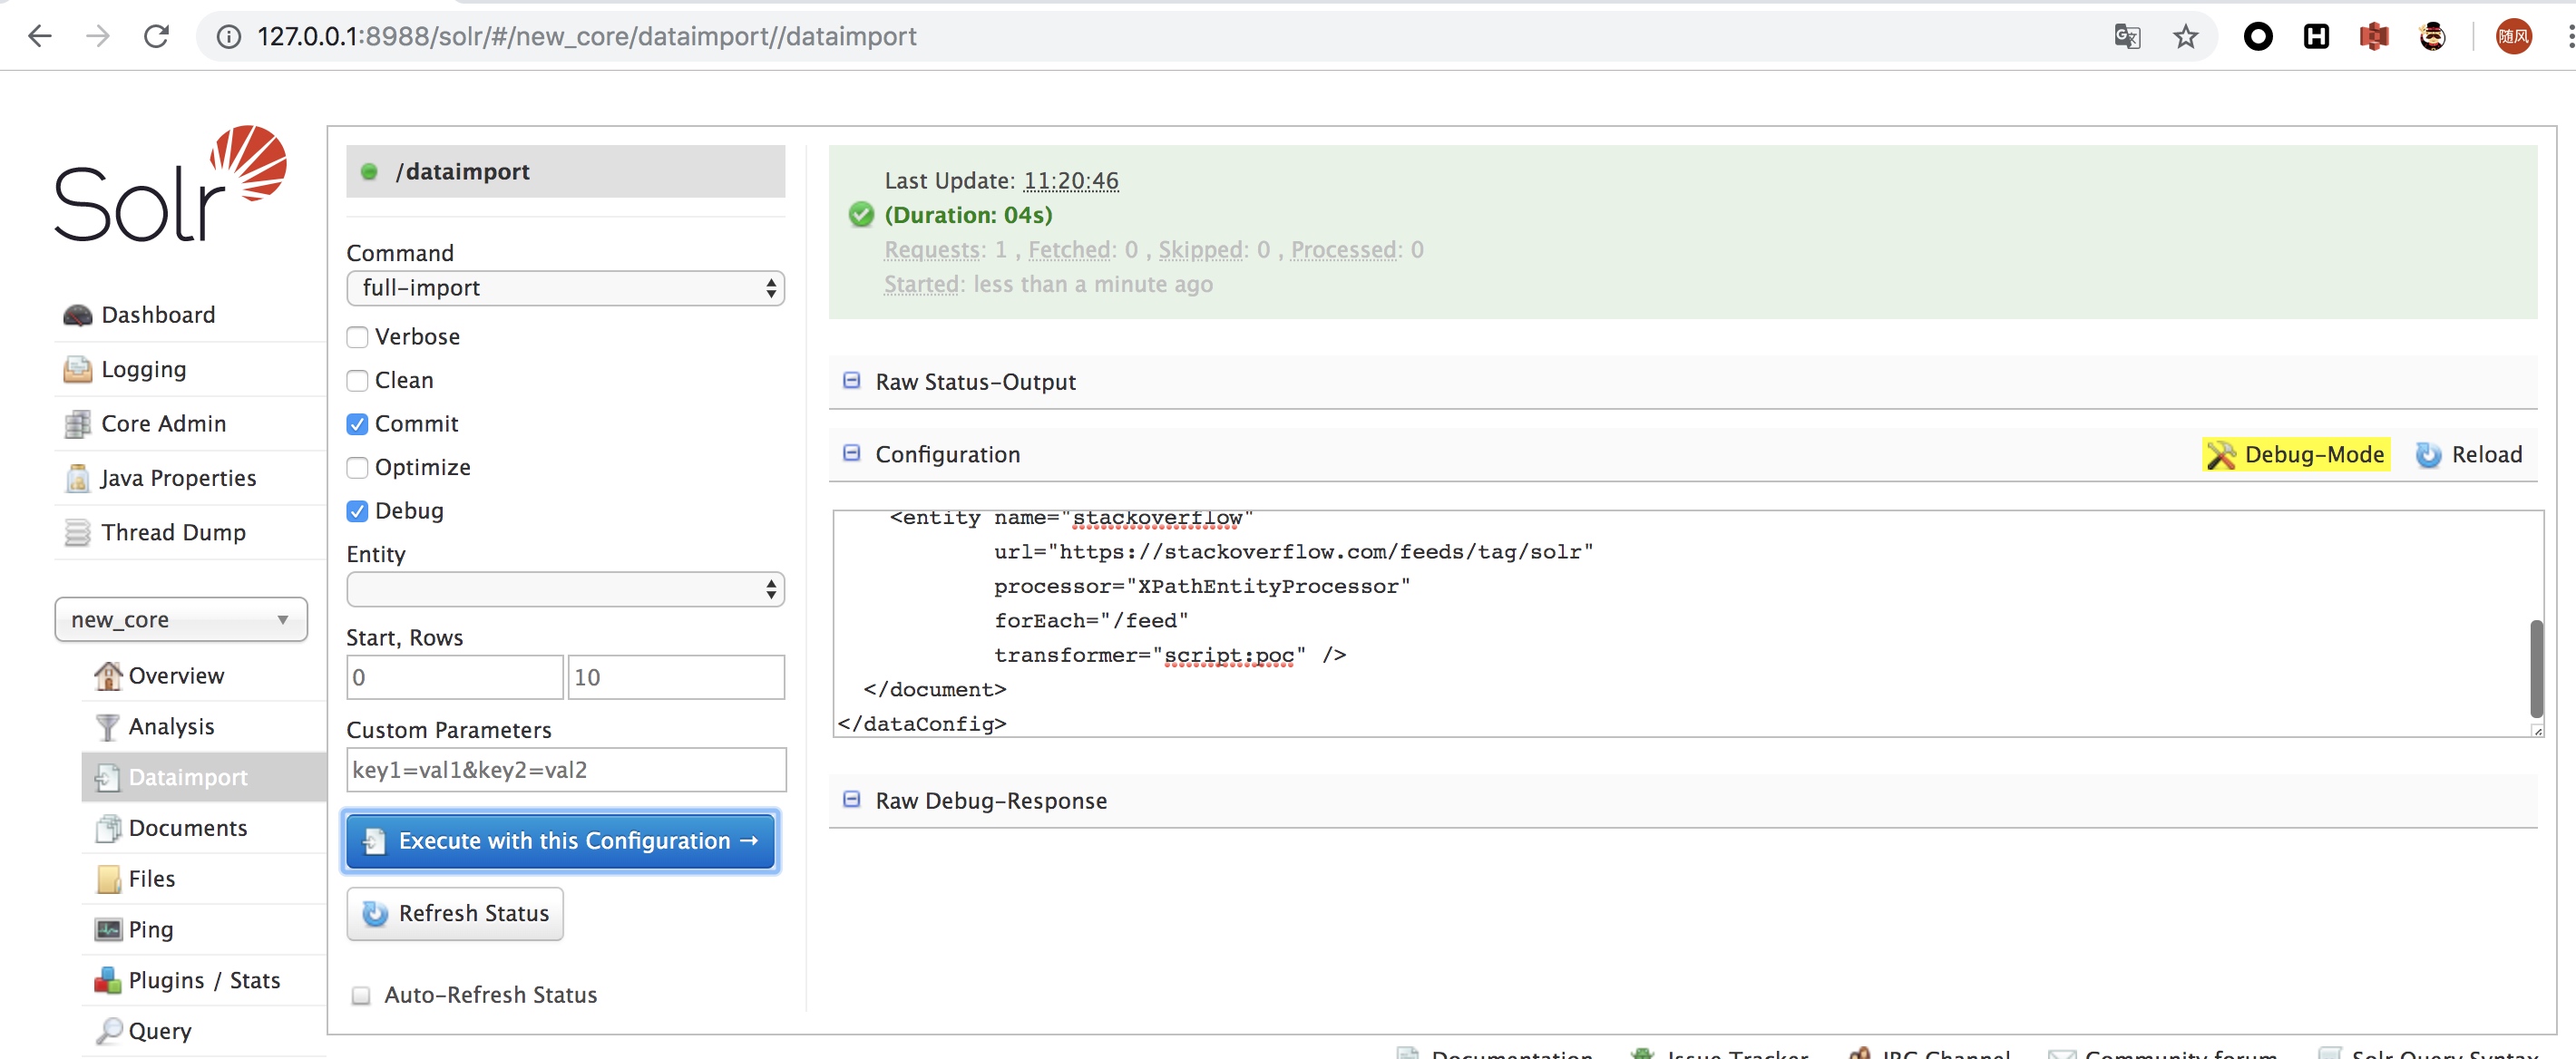 127.0.0.1:8988/solr/#/new_core/dataimport//dataimport
随风
Solr
Dashboard
Logging
Core Admin
Java Properties
Thread Dump
new_core
Overview
Analysis
Dataimport
Documents
Files
Ping
Plugins / Stats
Query
/dataimport
Command
full-import
Verbose
Clean
Commit
Optimize
Debug
Entity
Start, Rows
0 10
Custom Parameters
key1=val1&key2=val2
Execute with this Configuration →
Refresh Status
Auto-Refresh Status
Last Update: 11:20:46
(Duration: 04s)
Requests: 1 , Fetched: 0 , Skipped: 0 , Processed: 0
Started: less than a minute ago
Raw Status-Output
Configuration
Debug-Mode
Reload
<entity name="stackoverflow"
url="https://stackoverflow.com/feeds/tag/solr"
processor="XPathEntityProcessor"
forEach="/feed"
transformer="script:poc" />
</document>
</dataConfig>
Raw Debug-Response
Documentation Issue Tracker IRC Channel Community forum Solr Query Syntax